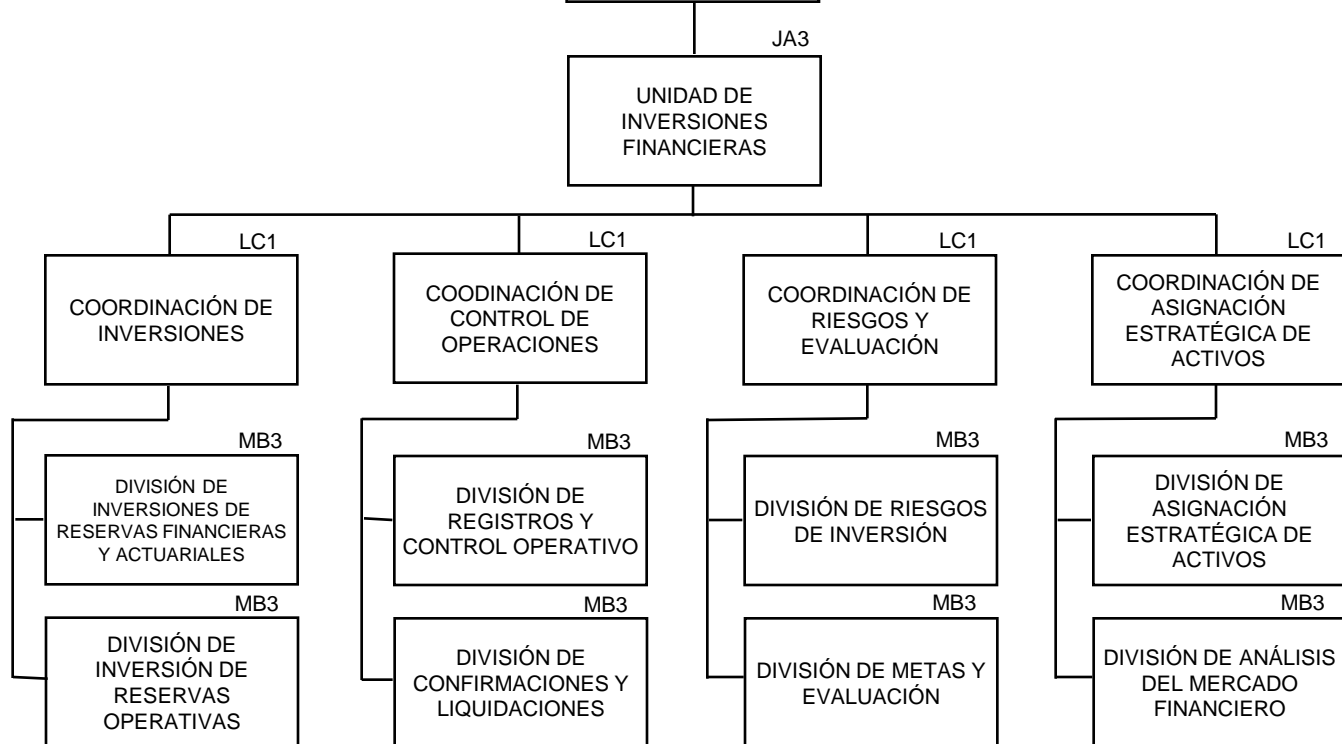 JA3
UNIDAD DE
INVERSIONES
FINANCIERAS
LC1
COORDINACIÓN DE
INVERSIONES
LC1
COODINACIÓN DE
CONTROL DE
OPERACIONES
LC1
COORDINACIÓN DE
RIESGOS Y
EVALUACIÓN
LC1
COORDINACIÓN DE
ASIGNACIÓN
ESTRATÉGICA DE
ACTIVOS
MB3
DIVISIÓN DE
INVERSIONES DE
RESERVAS FINANCIERAS
Y ACTUARIALES
MB3
DIVISIÓN DE
REGISTROS Y
CONTROL OPERATIVO
MB3
DIVISIÓN DE RIESGOS
DE INVERSIÓN
MB3
DIVISIÓN DE
ASIGNACIÓN
ESTRATÉGICA DE
ACTIVOS
MB3
DIVISIÓN DE
INVERSIÓN DE
RESERVAS
OPERATIVAS
MB3
DIVISIÓN DE
CONFIRMACIONES Y
LIQUIDACIONES
MB3
DIVISIÓN DE METAS Y
EVALUACIÓN
MB3
DIVISIÓN DE ANÁLISIS
DEL MERCADO
FINANCIERO